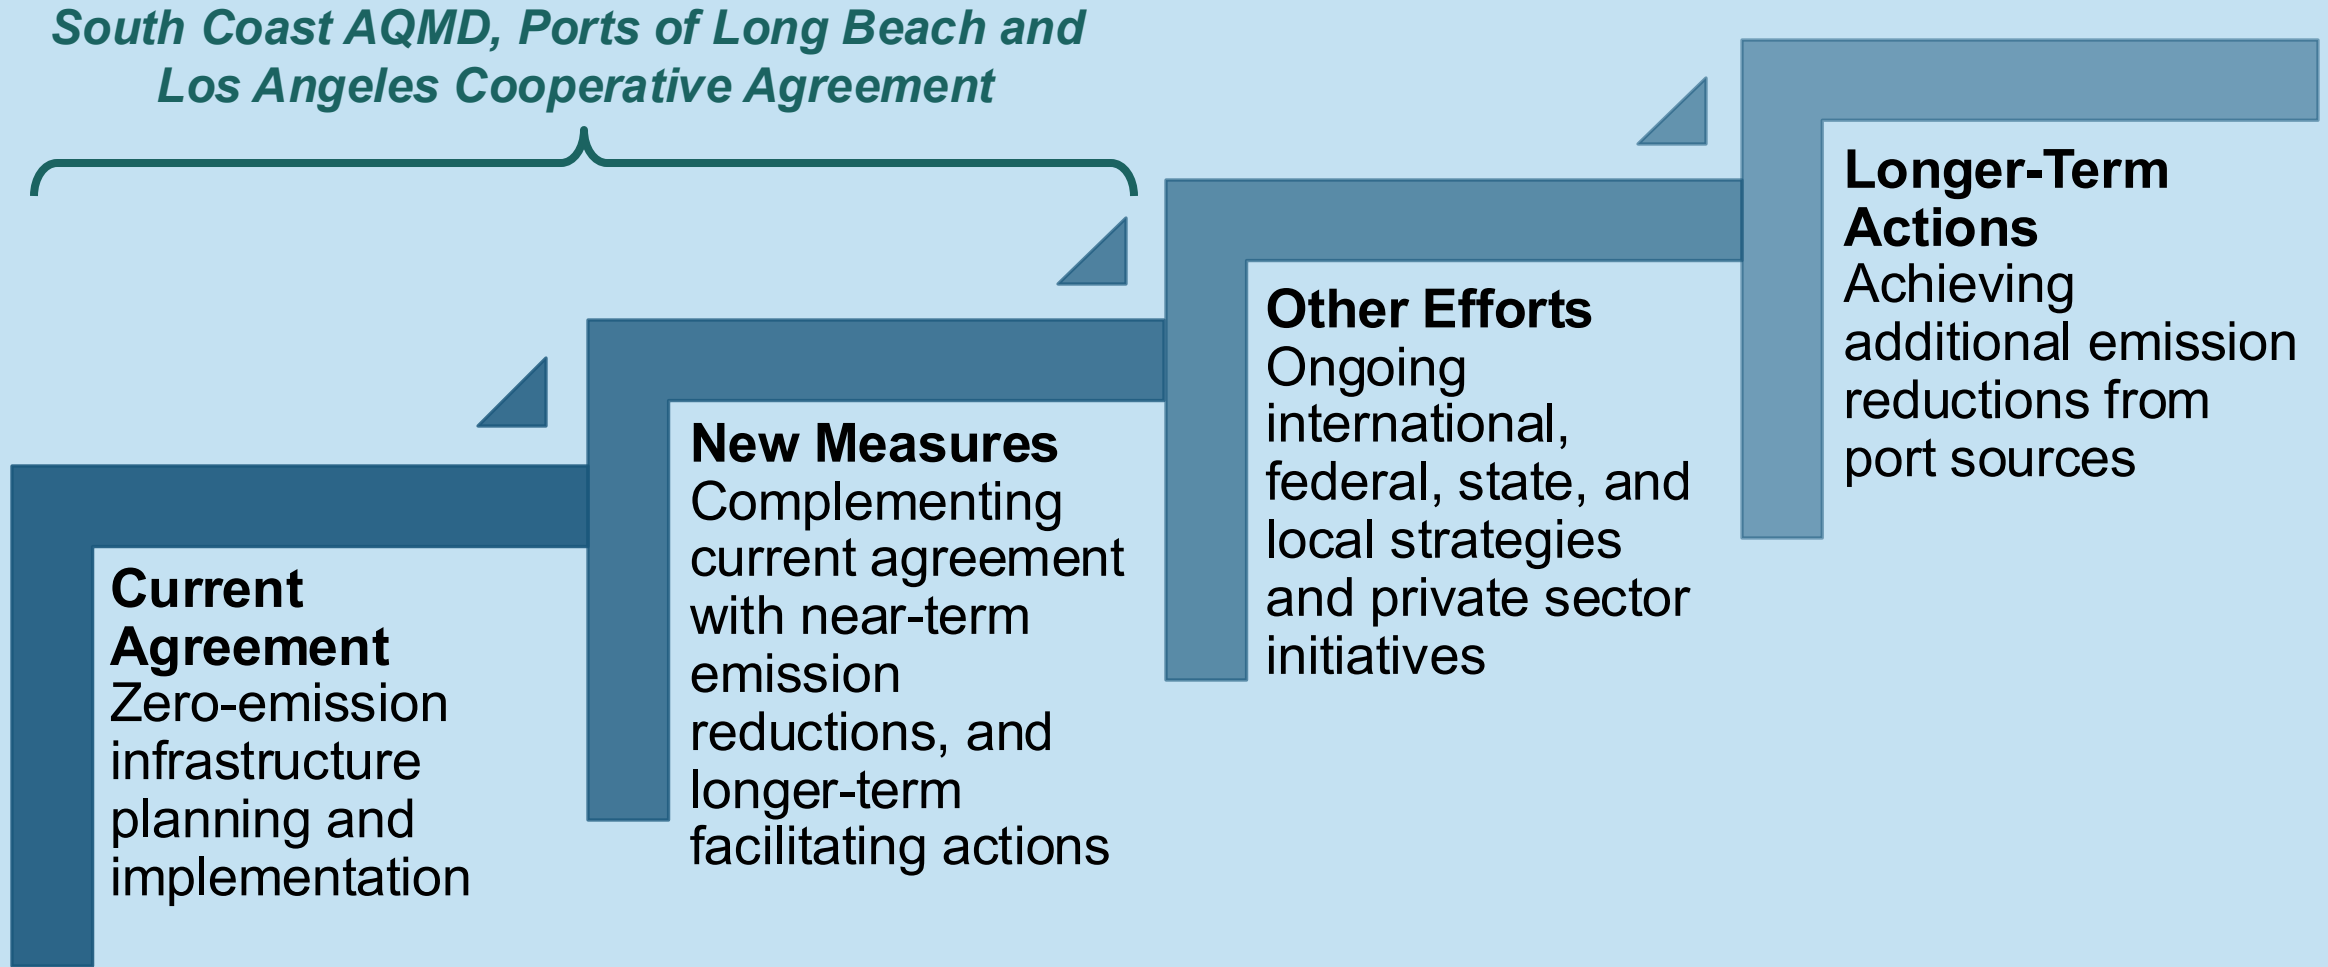 South Coast AQMD, Ports of Long Beach and
Los Angeles Cooperative Agreement
Current
Agreement
Zero-emission
infrastructure
planning and
implementation
New Measures
Complementing
current agreement
with near-term
emission
reductions, and
longer-term
facilitating actions
Other Efforts
Ongoing
international,
federal, state, and
local strategies
and private sector
initiatives
Longer-Term
Actions
Achieving
additional emission
reductions from
port sources